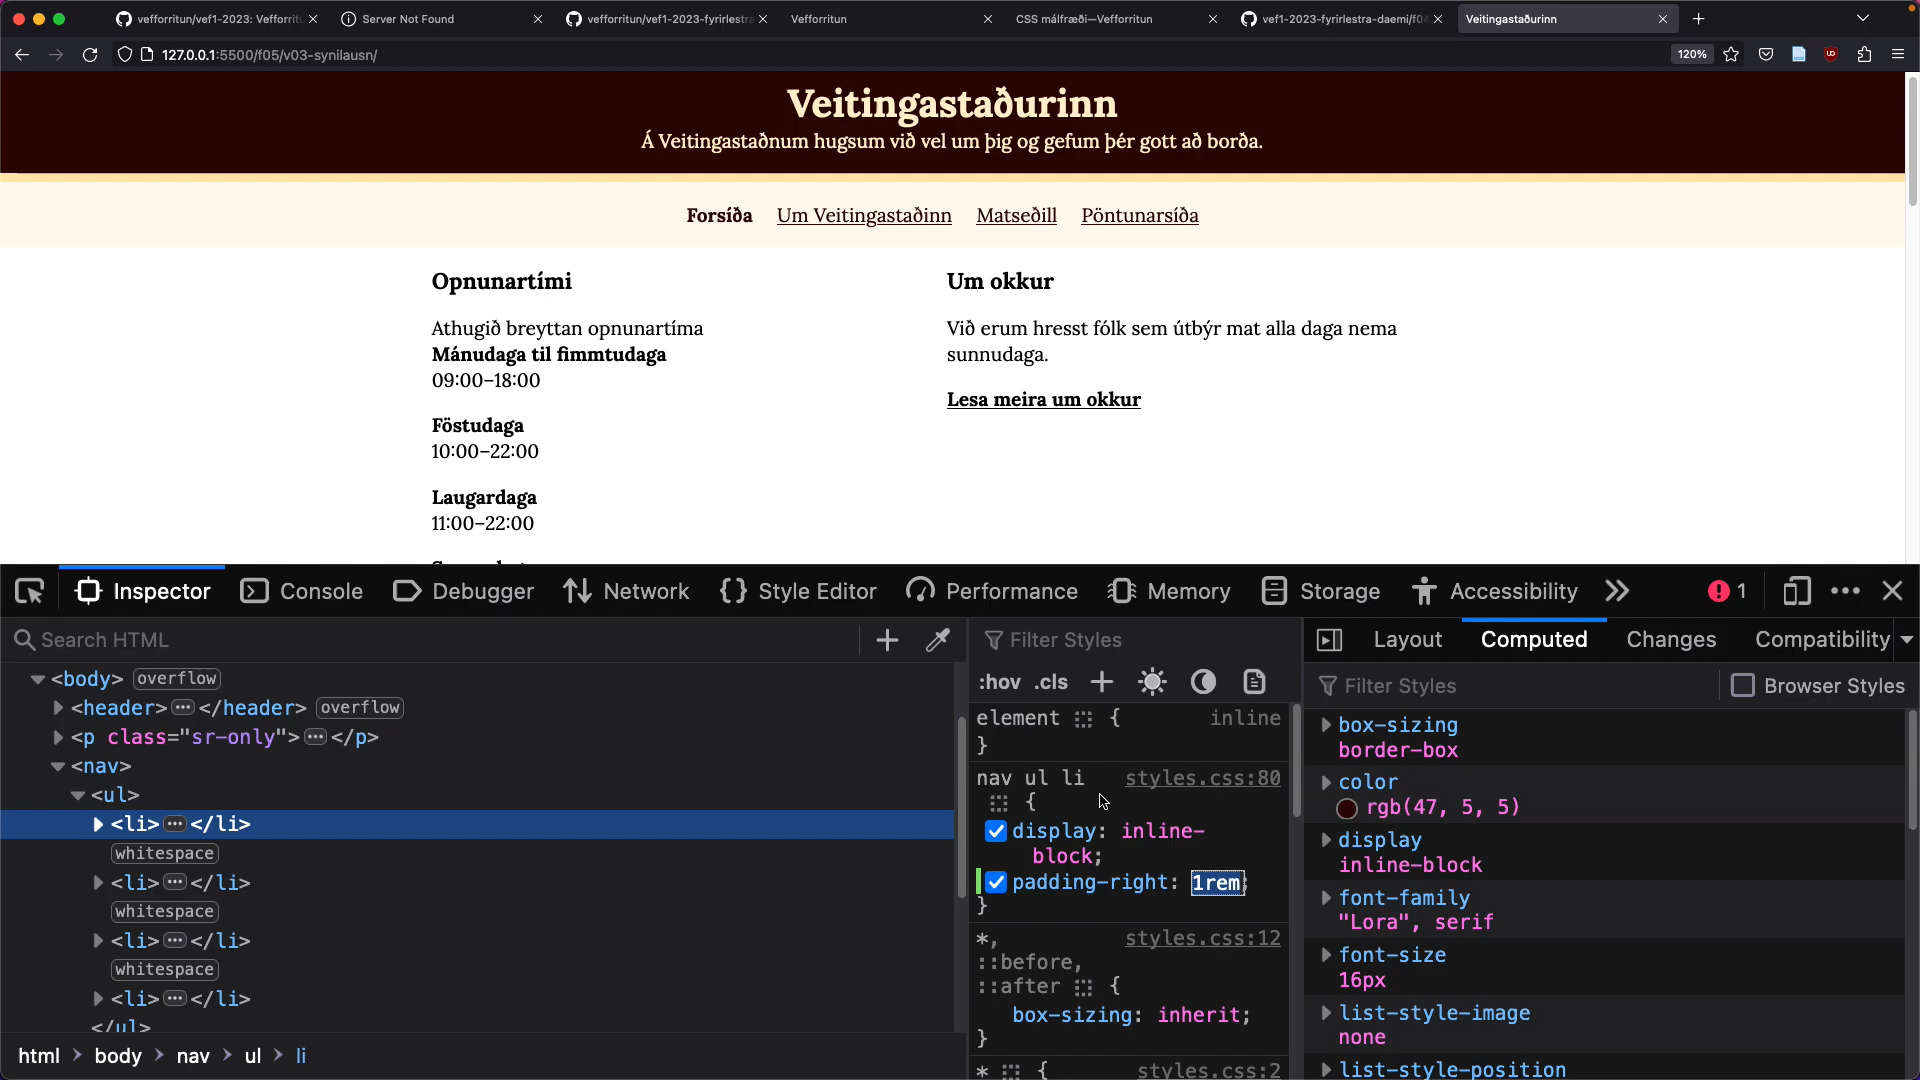 vefforritun/vef1-2023: Vefforritu
Server Not Found
vefforritun/vef1-2023-fyrirlestra
Vefforritun
CSS málfræði—Vefforritun
vef1-2023-fyrirlestra-daemi/f04
Veitingastaðurinn
127.0.0.1:5500/f05/v03-synilausn/
120%
Veitingastaðurinn
Á Veitingastaðnum hugsum við vel um þig og gefum þér gott að borða.
Forsíða Um Veitingastaðinn Matseðill Pöntunarsíða
Opnunartími
Athugið breyttan opnunartíma
Mánudaga til fimmtudaga
09:00–18:00
Föstudaga
10:00–22:00
Laugardaga
11:00–22:00
Um okkur
Við erum hresst fólk sem útbýr mat alla daga nema
sunnudaga.
Lesa meira um okkur
Inspector Console Debugger Network Style Editor Performance Memory Storage Accessibility 1
Search HTML
<body> overflow
<header> </header> overflow
<p class="sr-only"> </p>
<nav>
<ul>
<li> </li>
whitespace
<li> </li>
whitespace
<li> </li>
whitespace
<li> </li>
</ul>
html body nav ul li
Filter Styles
:hov .cls
element { inline
}
nav ul li styles.css:80
{
display: inline-
block;
padding-right: 1rem;
}
*, styles.css:12
::before,
::after {
box-sizing: inherit;
}
* { styles.css:2
Layout Computed Changes Compatibility
Filter Styles Browser Styles
box-sizing
border-box
color
rgb(47, 5, 5)
display
inline-block
font-family
"Lora", serif
font-size
16px
list-style-image
none
list-style-position